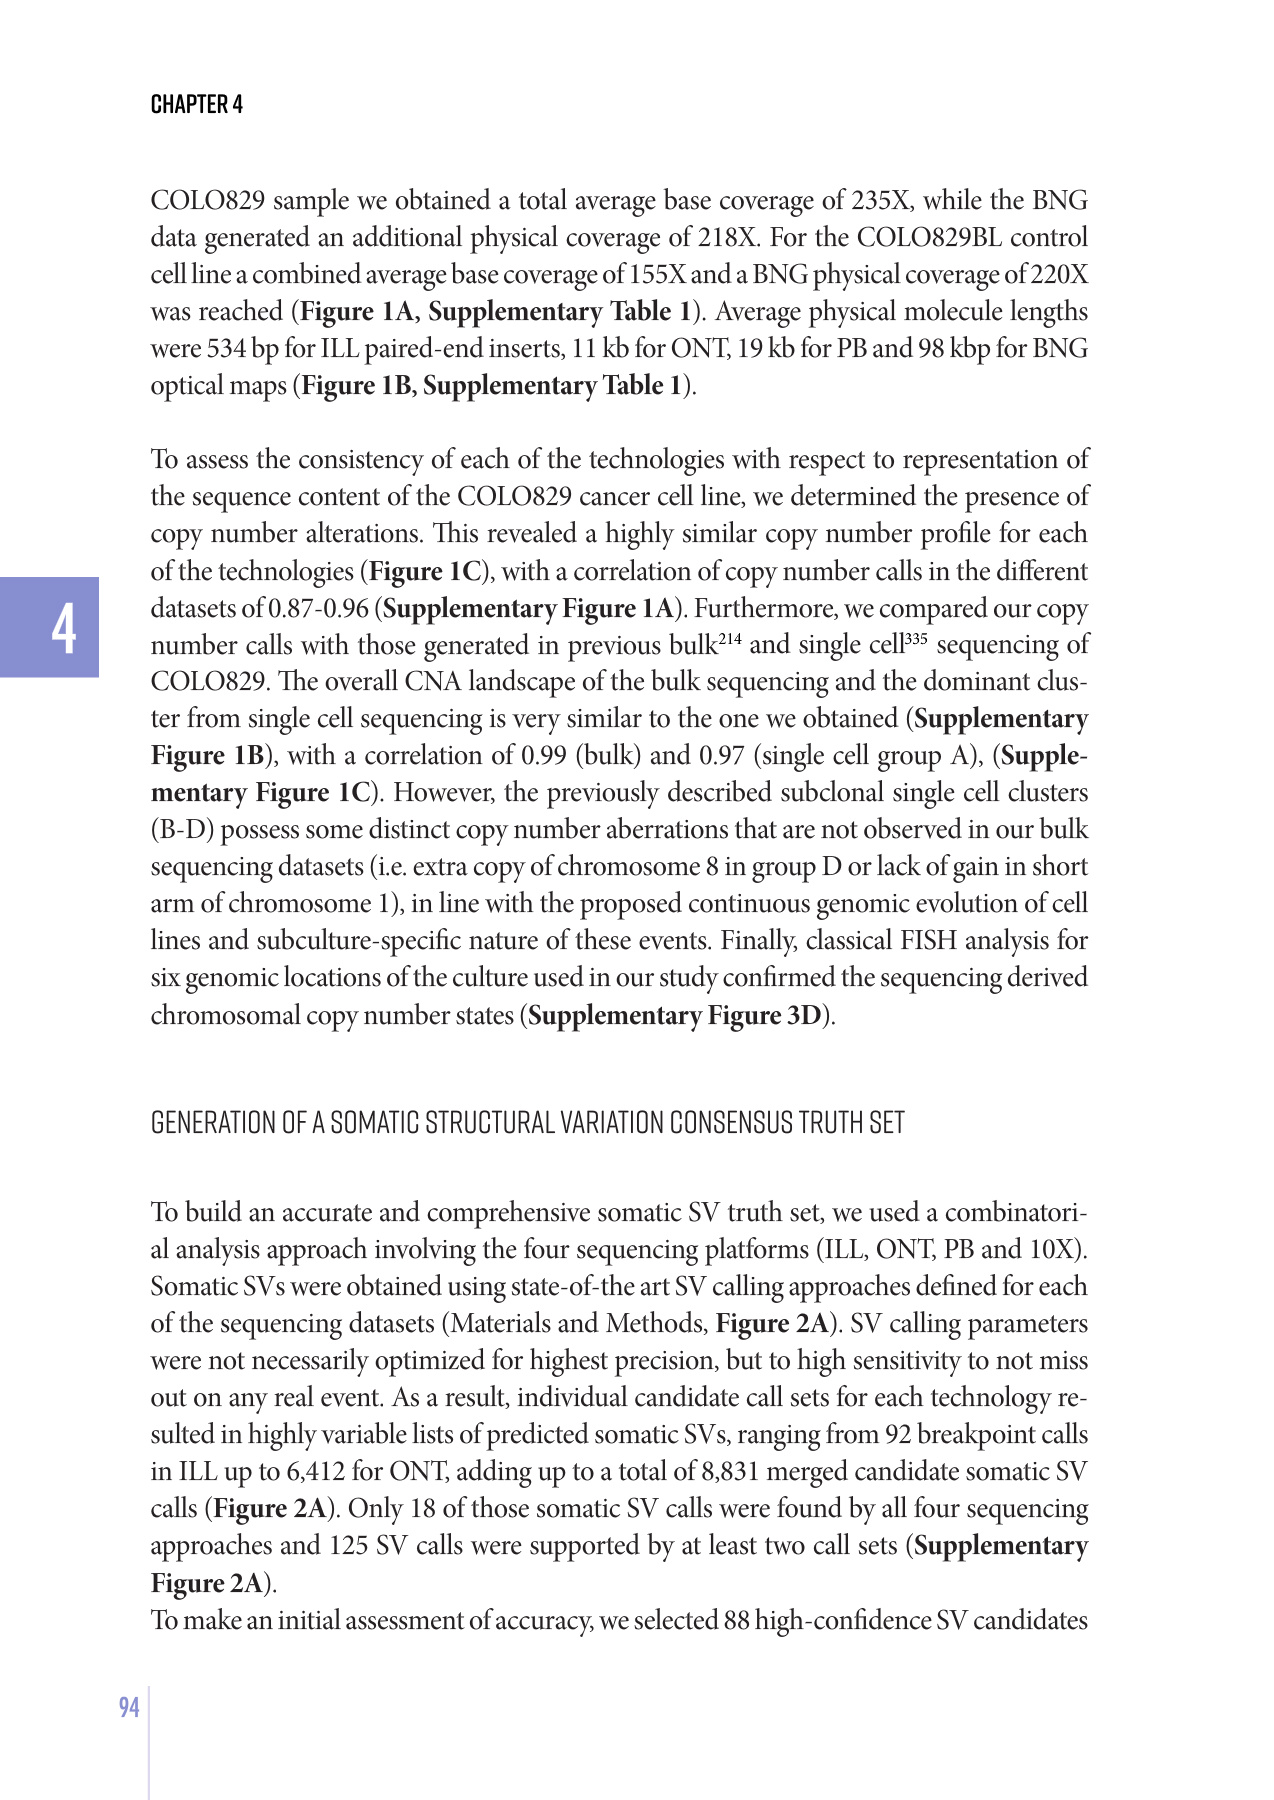 CHAPTER 4
COLO829 sample we obtained a total average base coverage of 235X, while the BNG
data generated an additional physical coverage of 218X. For the COLO829BL control
cell line a combined average base coverage of 155X and a BNG physical coverage of 220X
was reached (Figure 1A, Supplementary Table 1). Average physical molecule lengths
were 534 bp for ILL paired-end inserts, 11 kb for ONT, 19 kb for PB and 98 kbp for BNG
optical maps (Figure 1B, Supplementary Table 1).
To assess the consistency of each of the technologies with respect to representation of
the sequence content of the COLO829 cancer cell line, we determined the presence of
copy number alterations. This revealed a highly similar copy number profile for each
of the technologies (Figure 1C), with a correlation of copy number calls in the different
datasets of 0.87-0.96 (Supplementary Figure 1A). Furthermore, we compared our copy
number calls with those generated in previous bulk214 and single cell335 sequencing of
COLO829. The overall CNA landscape of the bulk sequencing and the dominant clus-
ter from single cell sequencing is very similar to the one we obtained (Supplementary
Figure 1B), with a correlation of 0.99 (bulk) and 0.97 (single cell group A), (Supple-
mentary Figure 1C). However, the previously described subclonal single cell clusters
(B-D) possess some distinct copy number aberrations that are not observed in our bulk
sequencing datasets (i.e. extra copy of chromosome 8 in group D or lack of gain in short
arm of chromosome 1), in line with the proposed continuous genomic evolution of cell
lines and subculture-specific nature of these events. Finally, classical FISH analysis for
six genomic locations of the culture used in our study confirmed the sequencing derived
chromosomal copy number states (Supplementary Figure 3D).
4
GENERATION OF A SOMATIC STRUCTURAL VARIATION CONSENSUS TRUTH SET
To build an accurate and comprehensive somatic SV truth set, we used a combinatori-
al analysis approach involving the four sequencing platforms (ILL, ONT, PB and 10X).
Somatic SVs were obtained using state-of-the art SV calling approaches defined for each
of the sequencing datasets (Materials and Methods, Figure 2A). SV calling parameters
were not necessarily optimized for highest precision, but to high sensitivity to not miss
out on any real event. As a result, individual candidate call sets for each technology re-
sulted in highly variable lists of predicted somatic SVs, ranging from 92 breakpoint calls
in ILL up to 6,412 for ONT, adding up to a total of 8,831 merged candidate somatic SV
calls (Figure 2A). Only 18 of those somatic SV calls were found by all four sequencing
approaches and 125 SV calls were supported by at least two call sets (Supplementary
Figure 2A).
To make an initial assessment of accuracy, we selected 88 high-confidence SV candidates
94